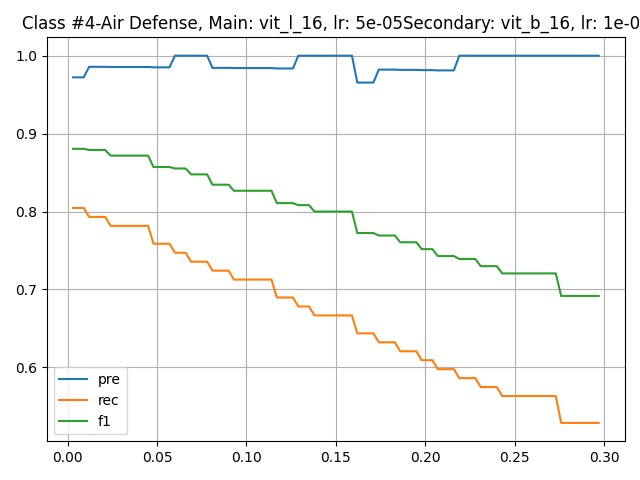 Class #4-Air Defense, Main: vit_l_16, lr: 5e-05Secondary: vit_b_16, lr: 1e-0
1.0
0.9
0.8
0.7
0.6
pre
rec
f1
0.00 0.05 0.10 0.15 0.20 0.25 0.30